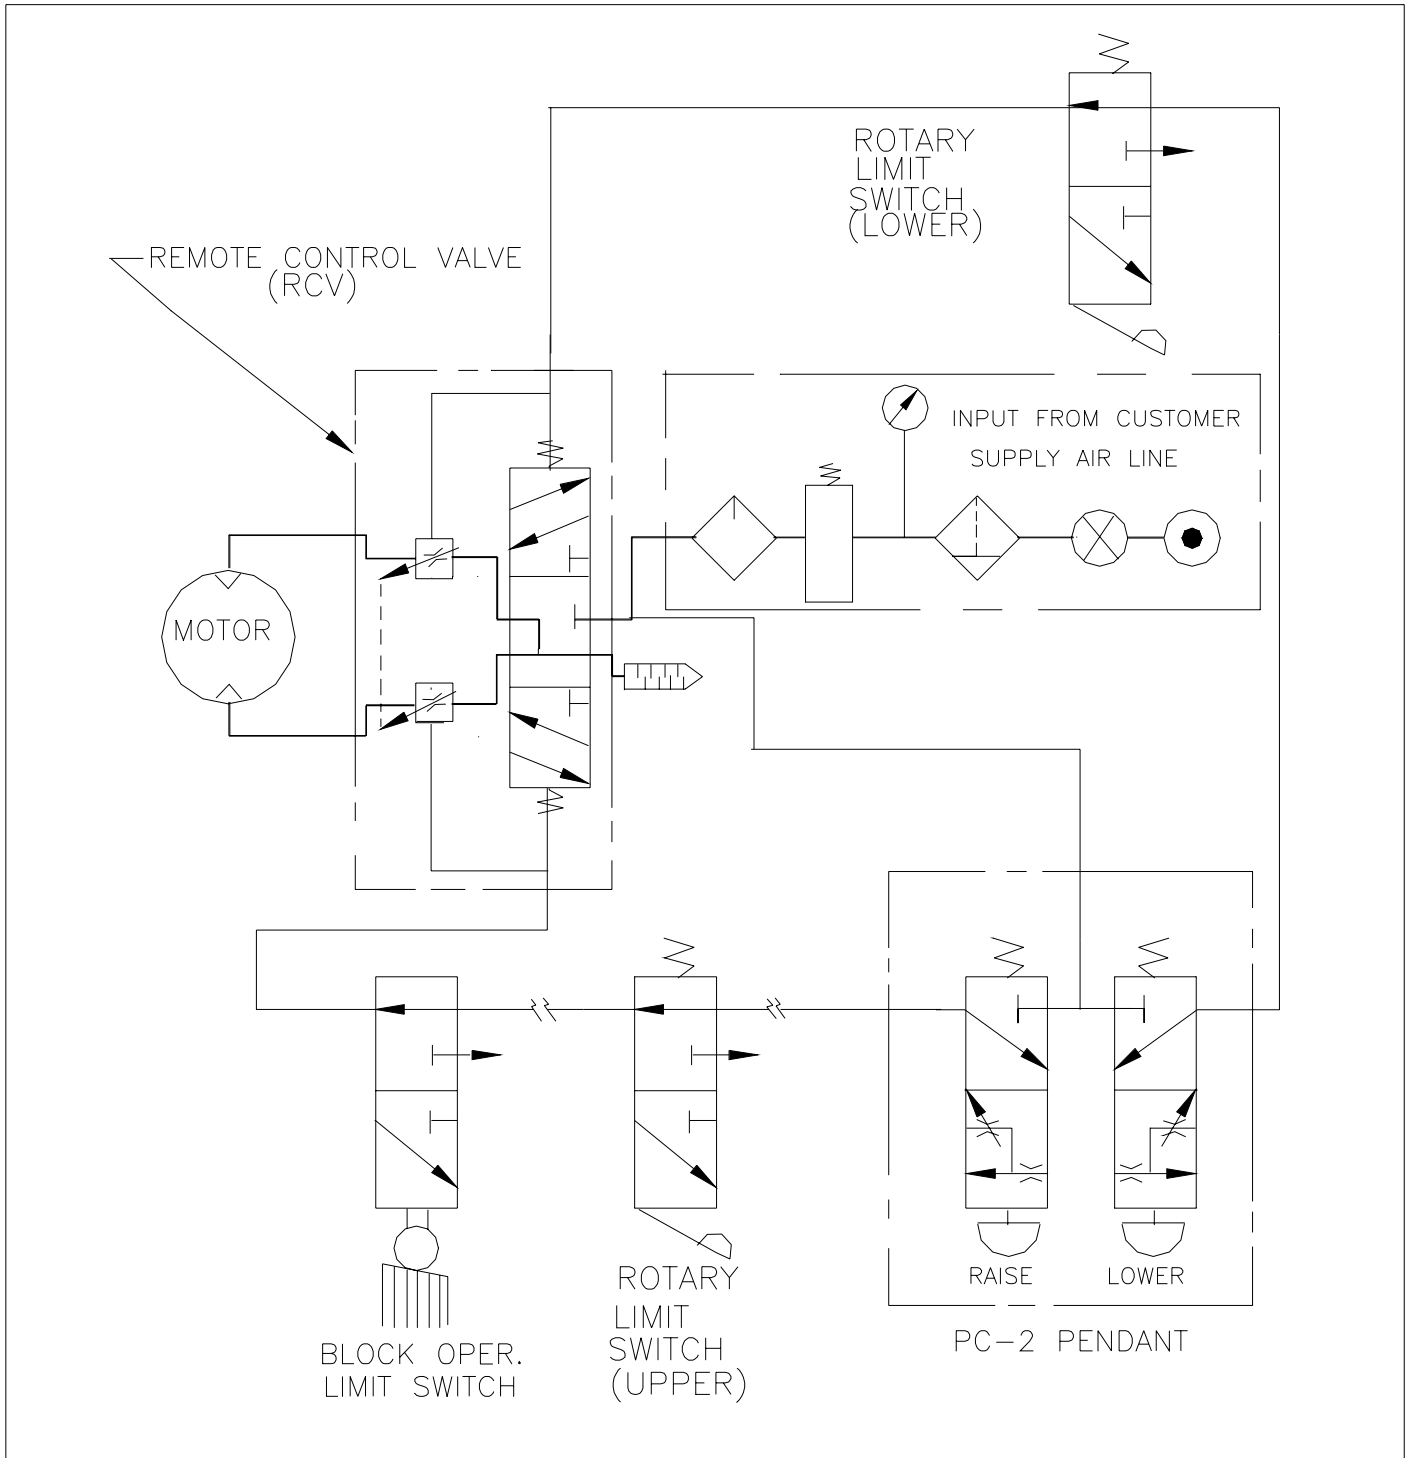 ROTARY
LIMIT
SWITCH
(LOWER)
REMOTE CONTROL VALVE
(RCV)
INPUT FROM CUSTOMER
SUPPLY AIR LINE
MOTOR
RAISE
LOWER
PC-2 PENDANT
ROTARY
LIMIT
SWITCH
(UPPER)
BLOCK OPER.
LIMIT SWITCH